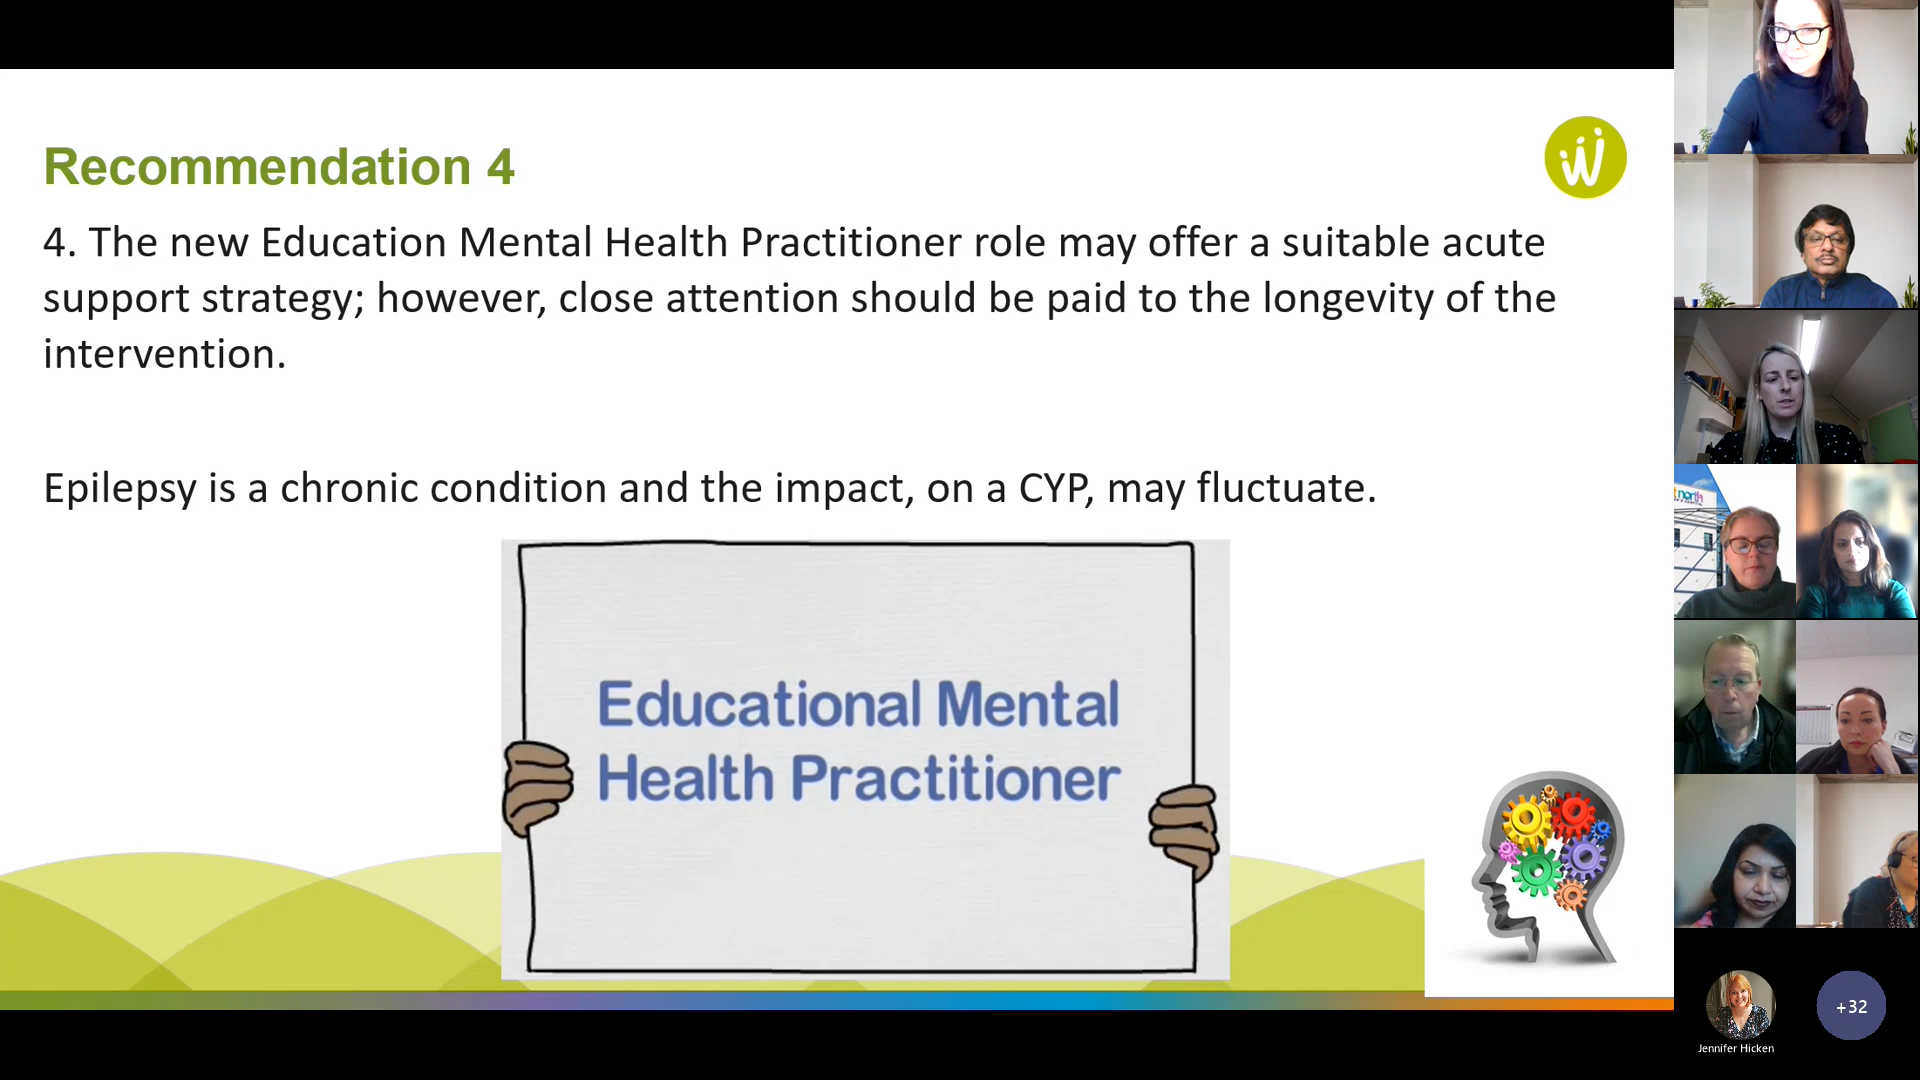 Recommendation 4
4. The new Education Mental Health Practitioner role may offer a suitable acute
support strategy; however, close attention should be paid to the longevity of the
intervention.
Epilepsy is a chronic condition and the impact, on a CYP, may fluctuate.
Educational Mental
Health Practitioner
north
Jennifer Hicken
+32